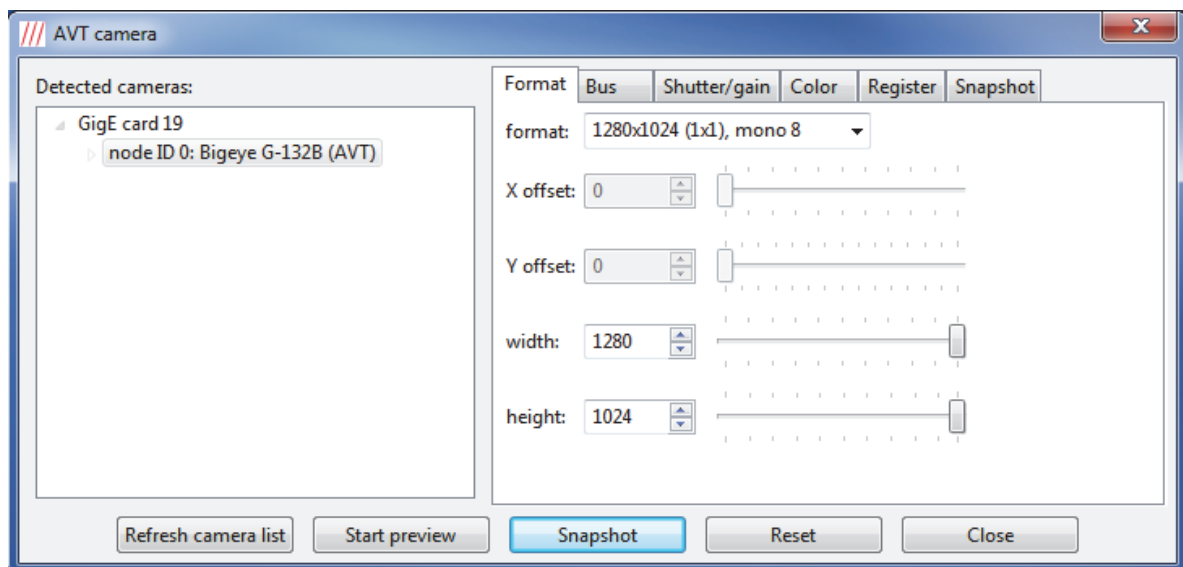 AVT camera
Detected cameras:
GigE card 19
node ID 0: Bigeye G-132B (AVT)
Format Bus Shutter/gain Color Register Snapshot
format: 1280x1024 (1x1), mono 8
X offset: 0
Y offset: 0
width: 1280
height: 1024
Refresh camera list Start preview Snapshot Reset Close